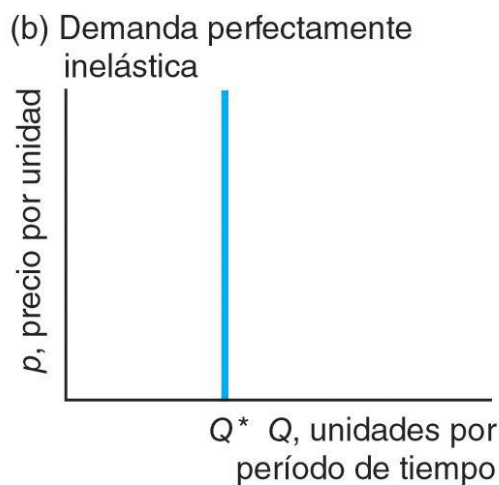 (b) Demanda perfectamente
inelástica
p, precio por unidad
Q* Q, unidades por
período de tiempo